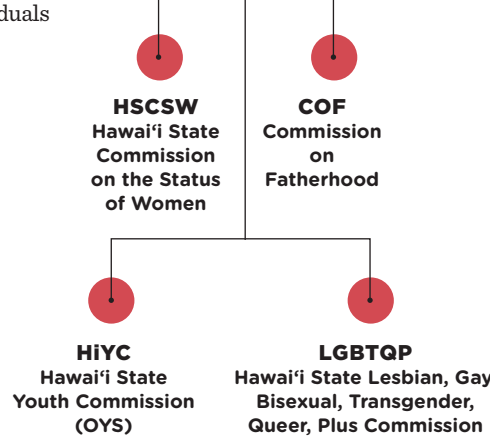 duals
HSCSW
Hawaiʻi State
Commission
on the Status
of Women
COF
Commission
on
Fatherhood
HiYC
Hawaiʻi State
Youth Commission
(OYS)
LGBTQP
Hawaiʻi State Lesbian, Gay
Bisexual, Transgender,
Queer, Plus Commission